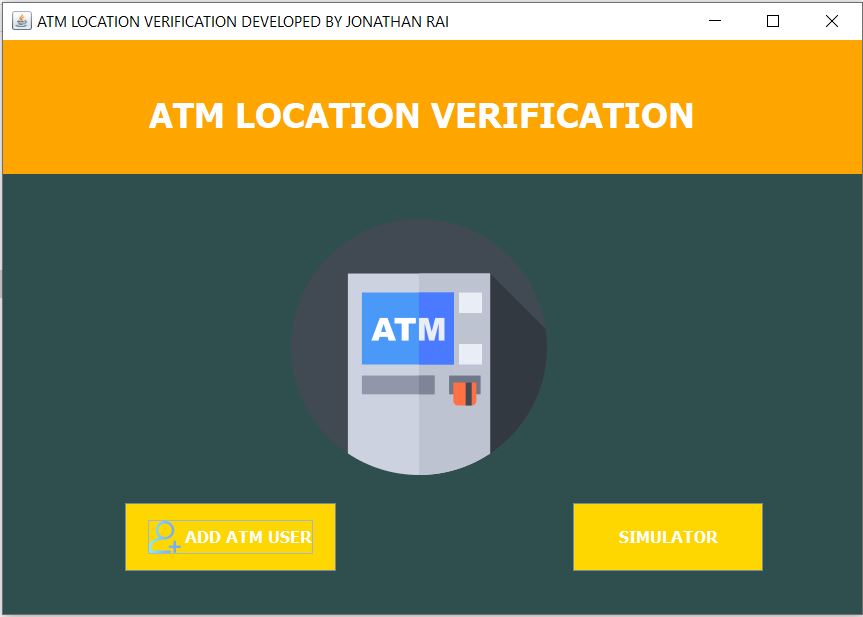 ATM LOCATION VERIFICATION DEVELOPED BY JONATHAN RAI
ATM LOCATION VERIFICATION
ATM
ADD ATM USER
SIMULATOR